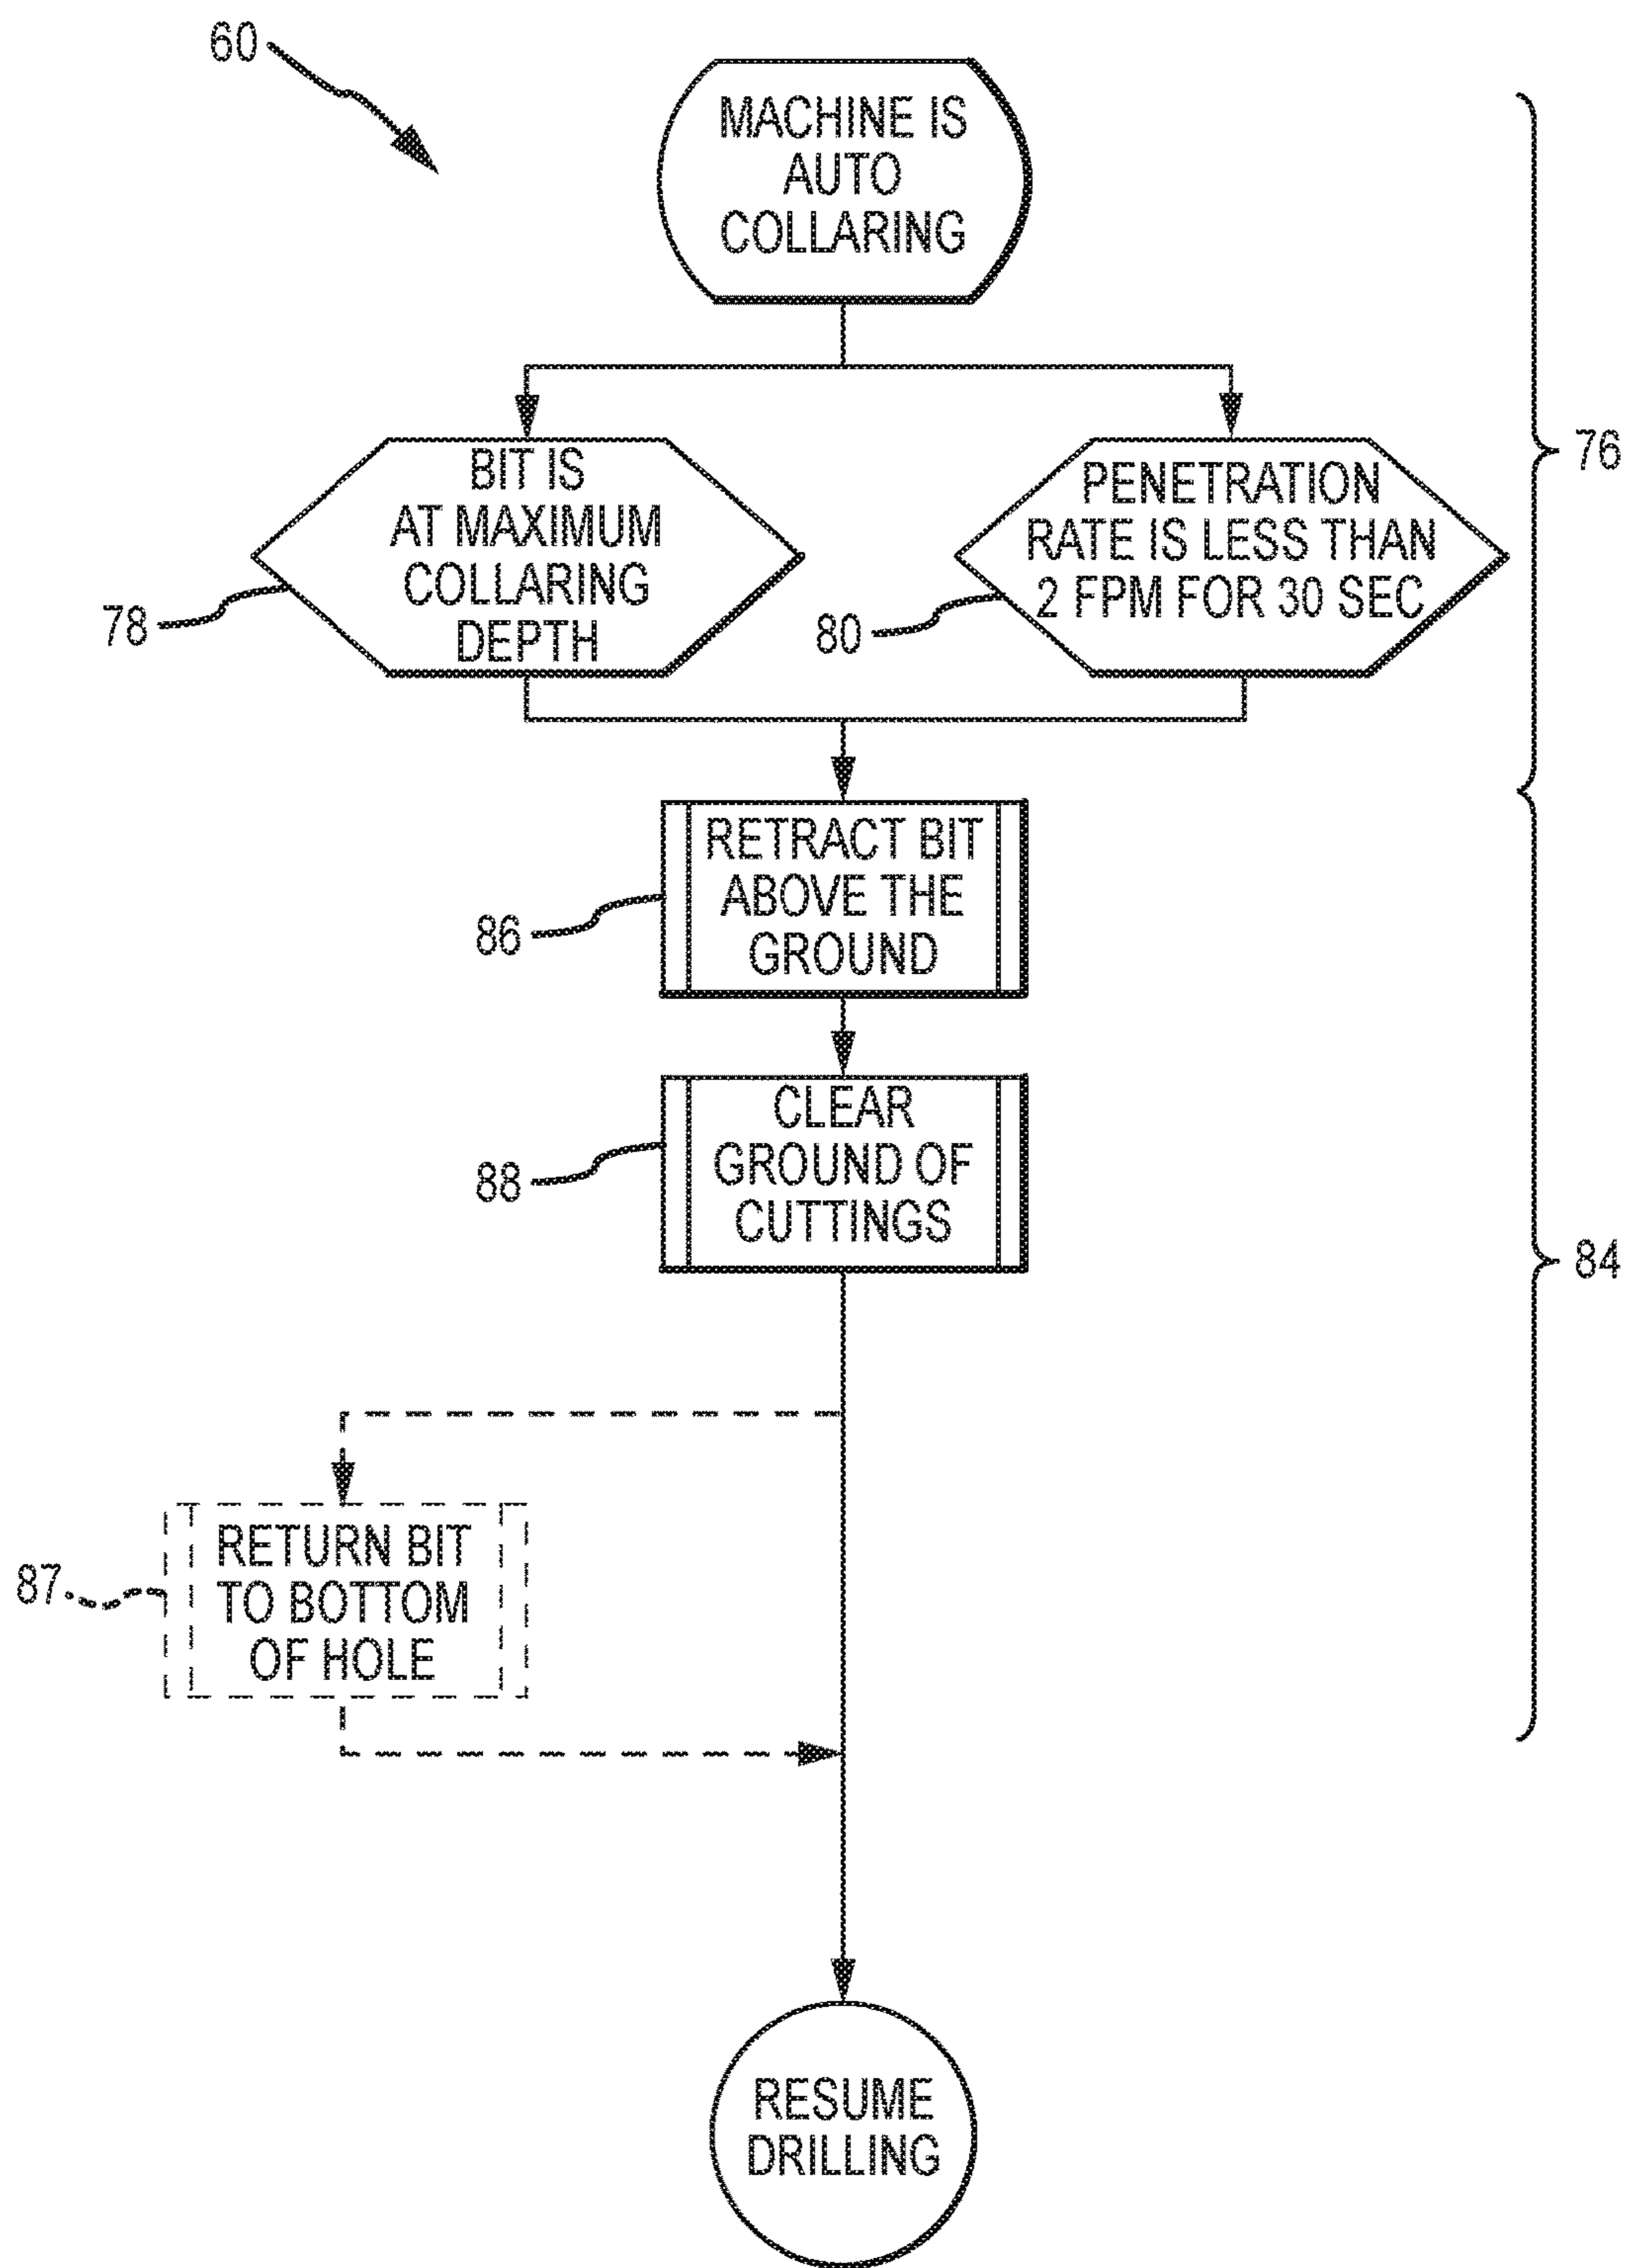 60
MACHINE IS
AUTO
COLLARING
76
BIT IS
AT MAXIMUM
COLLARING
DEPTH
78
PENETRATION
RATE IS LESS THAN
2 FPM FOR 30 SEC
80
RETRACT BIT
ABOVE THE
GROUND
86
CLEAR
GROUND OF
CUTTINGS
88
84
RETURN BIT
TO BOTTOM
OF HOLE
87
RESUME
DRILLING